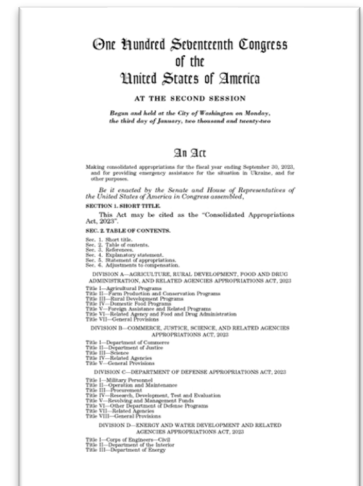 One Hundred Seventeenth Congress
of the
United States of America
AT THE SECOND SESSION
Begun and held at the City of Washington on Monday,
the third day of January, two thousand and twenty-two
An Act
Making consolidated appropriations for the fiscal year ending September 30, 2023,
and for providing emergency assistance for the situation in Ukraine, and for
other purposes.
Be it enacted by the Senate and House of Representatives of
the United States of America in Congress assembled,
SECTION 1. SHORT TITLE.
This Act may be cited as the “Consolidated Appropriations
Act, 2023”.
SEC. 2. TABLE OF CONTENTS.
Sec. 1. Short title.
Sec. 2. Table of contents.
Sec. 3. References.
Sec. 4. Explanatory statement.
Sec. 5. Statement of appropriations.
Sec. 6. Adjustments to compensation.
DIVISION A—AGRICULTURE, RURAL DEVELOPMENT, FOOD AND DRUG
ADMINISTRATION, AND RELATED AGENCIES APPROPRIATIONS ACT, 2023
Title I—Agricultural Programs
Title II—Farm Production and Conservation Programs
Title III—Rural Development Programs
Title IV—Domestic Food Programs
Title V—Foreign Assistance and Related Programs
Title VI—Related Agency and Food and Drug Administration
Title VII—General Provisions
DIVISION B—COMMERCE, JUSTICE, SCIENCE, AND RELATED AGENCIES
APPROPRIATIONS ACT, 2023
Title I—Department of Commerce
Title II—Department of Justice
Title III—Science
Title IV—Related Agencies
Title V—General Provisions
DIVISION C—DEPARTMENT OF DEFENSE APPROPRIATIONS ACT, 2023
Title I—Military Personnel
Title II—Operation and Maintenance
Title III—Procurement
Title IV—Research, Development, Test and Evaluation
Title V—Revolving and Management Funds
Title VI—Other Department of Defense Programs
Title VII—Related Agencies
Title VIII—General Provisions
DIVISION D—ENERGY AND WATER DEVELOPMENT AND RELATED
AGENCIES APPROPRIATIONS ACT, 2023
Title I—Corps of Engineers—Civil
Title II—Department of the Interior
Title III—Department of Energy